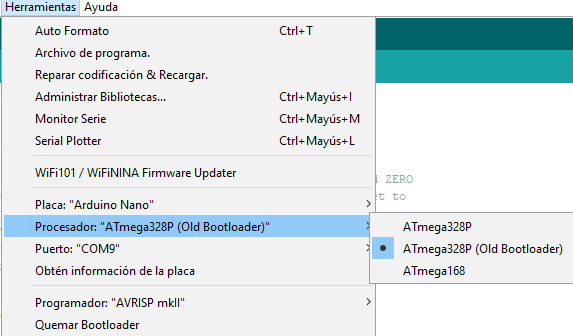 Herramientas Ayuda
Auto Formato Ctrl+T
Archivo de programa.
Reparar codificación & Recargar.
Administrar Bibliotecas... Ctrl+Mayús+I
Monitor Serie Ctrl+Mayús+M
Serial Plotter Ctrl+Mayús+L
WiFi101 / WiFiNINA Firmware Updater
ZERO
Placa: "Arduino Nano"
to
Procesador: "ATmega328P (Old Bootloader)"
ATmega328P
Puerto: "COM9"
ATmega328P (Old Bootloader)
Obtén información de la placa
ATmega168
Programador: "AVRISP mkII"
Quemar Bootloader